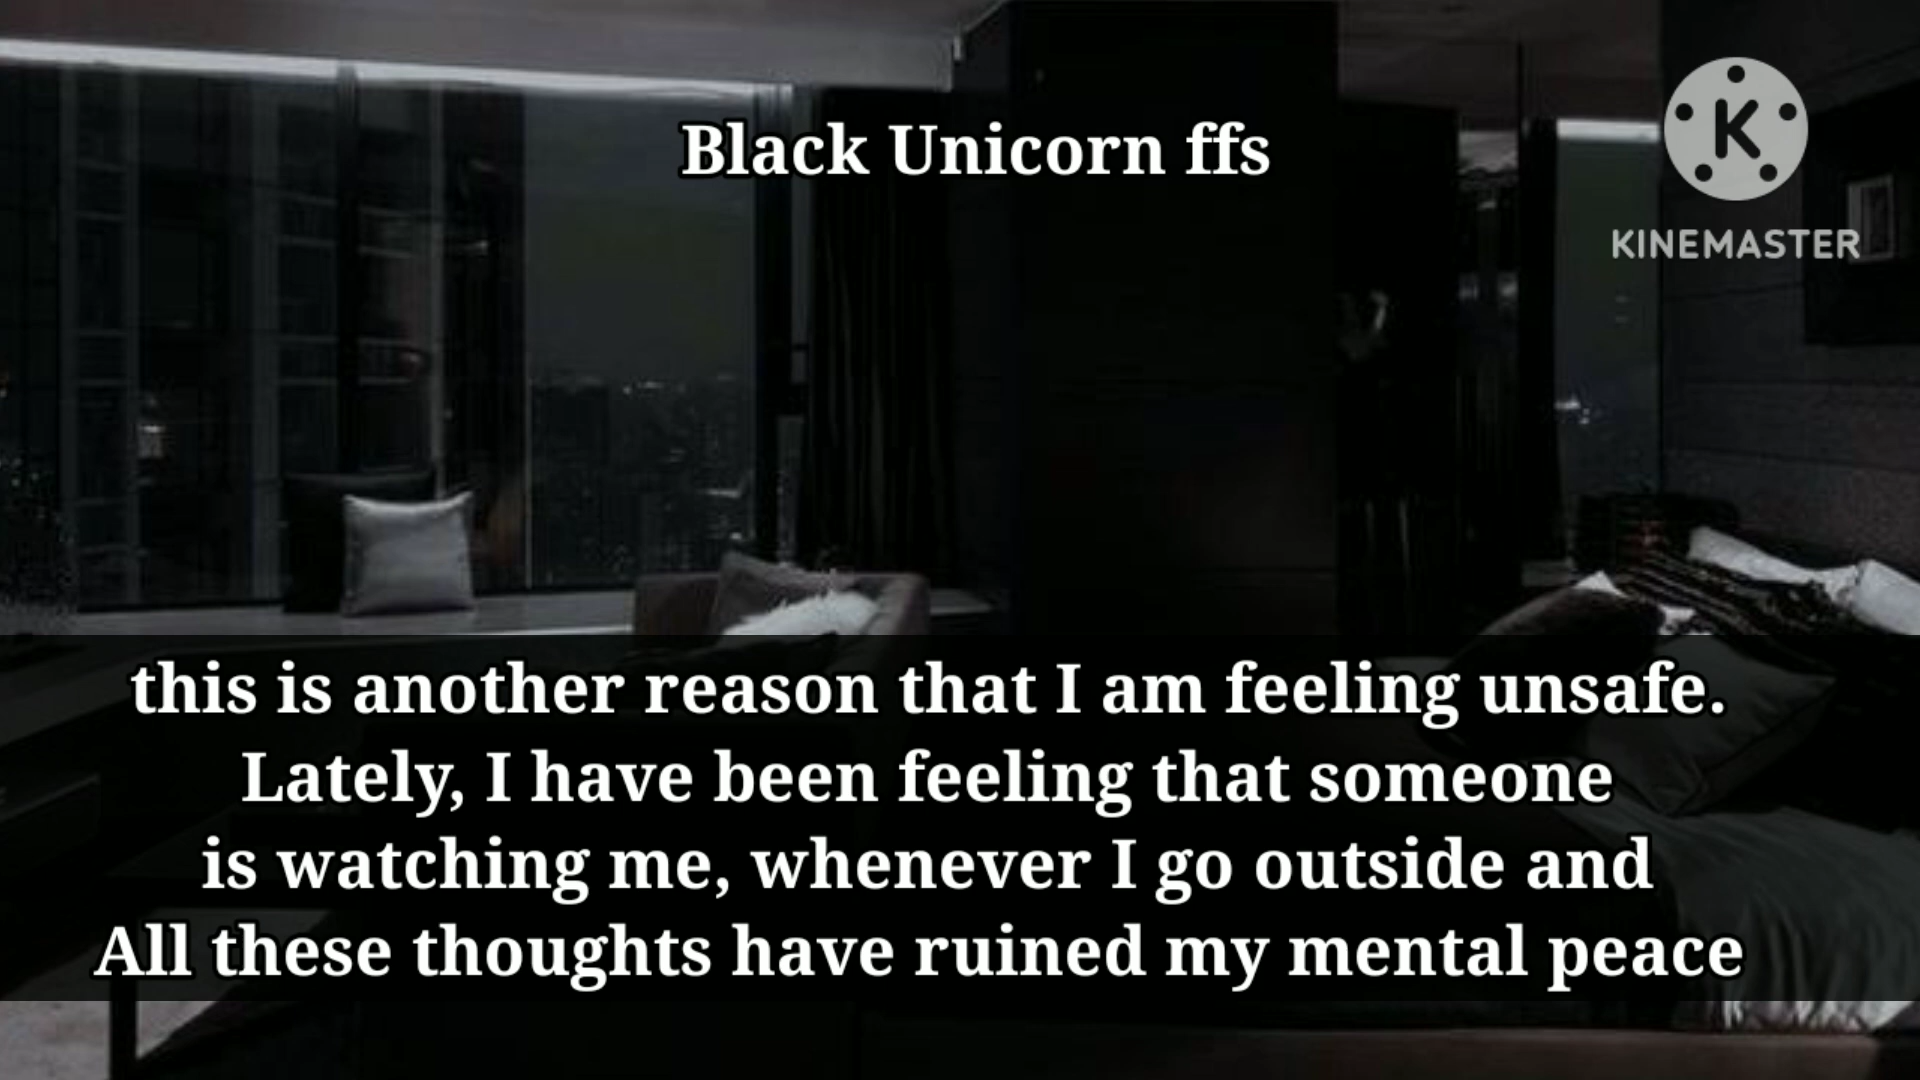 Black Unicorn ffs
K
KINEMASTER
this is another reason that I am feeling unsafe.
Lately, I have been feeling that someone
is watching me, whenever I go outside and
All these thoughts have ruined my mental peace